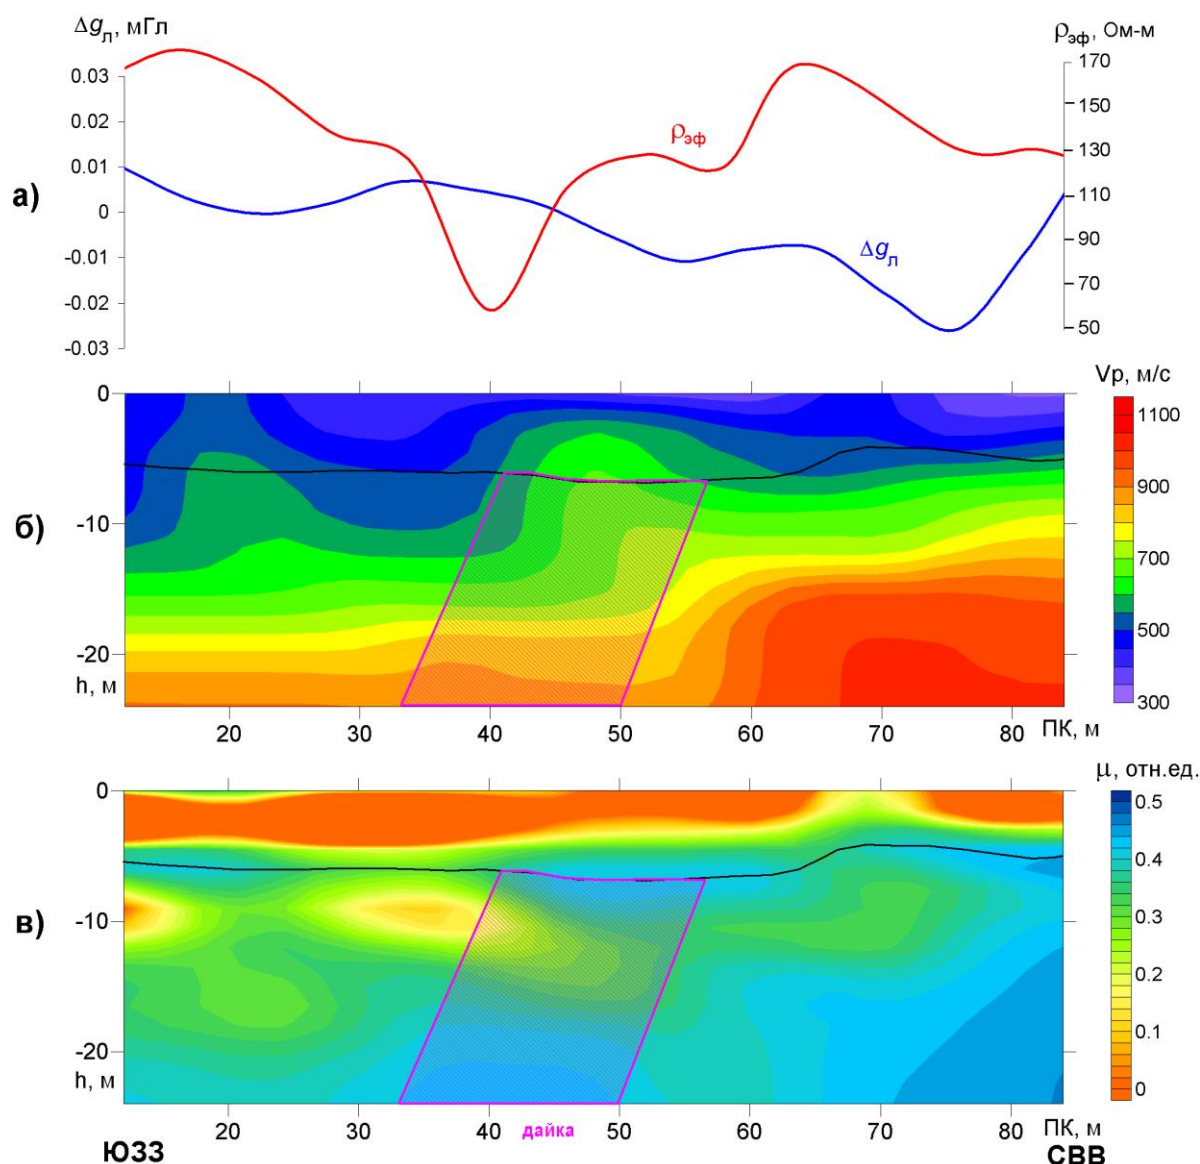 Δgл, мГл
ρэф, Ом-м
0.03
0.02
0.01
0
-0.01
-0.02
-0.03
170
150
130
110
90
70
50
ρэф
Δgл
а)
Vp, м/с
0
-10
-20
h, м
20 30 40 50 60 70 80 ПК, м
1100
900
700
500
300
б)
μ, отн.ед.
0
-10
-20
h, м
20 30 40 50 60 70 80 ПК, м
дайка
0.5
0.4
0.3
0.2
0.1
0
в)
ЮЗЗ
СВВ